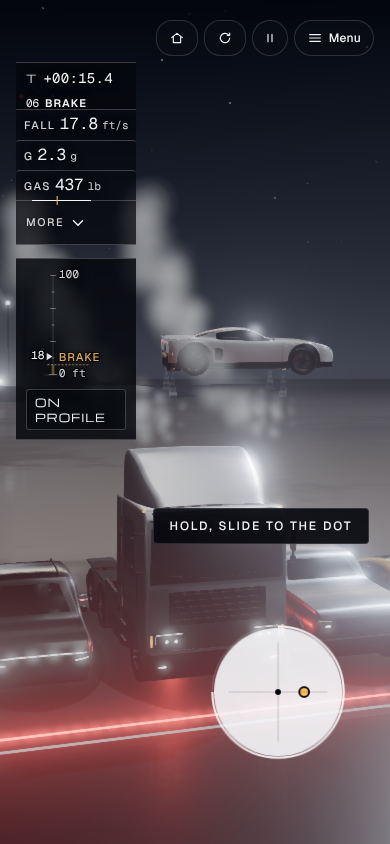 Menu
T +00:15.4
06 BRAKE
FALL 17.8 ft/s
G 2.3 g
GAS 437 lb
MORE
100
18 BRAKE
0 ft
ON
PROFILE
HOLD, SLIDE TO THE DOT